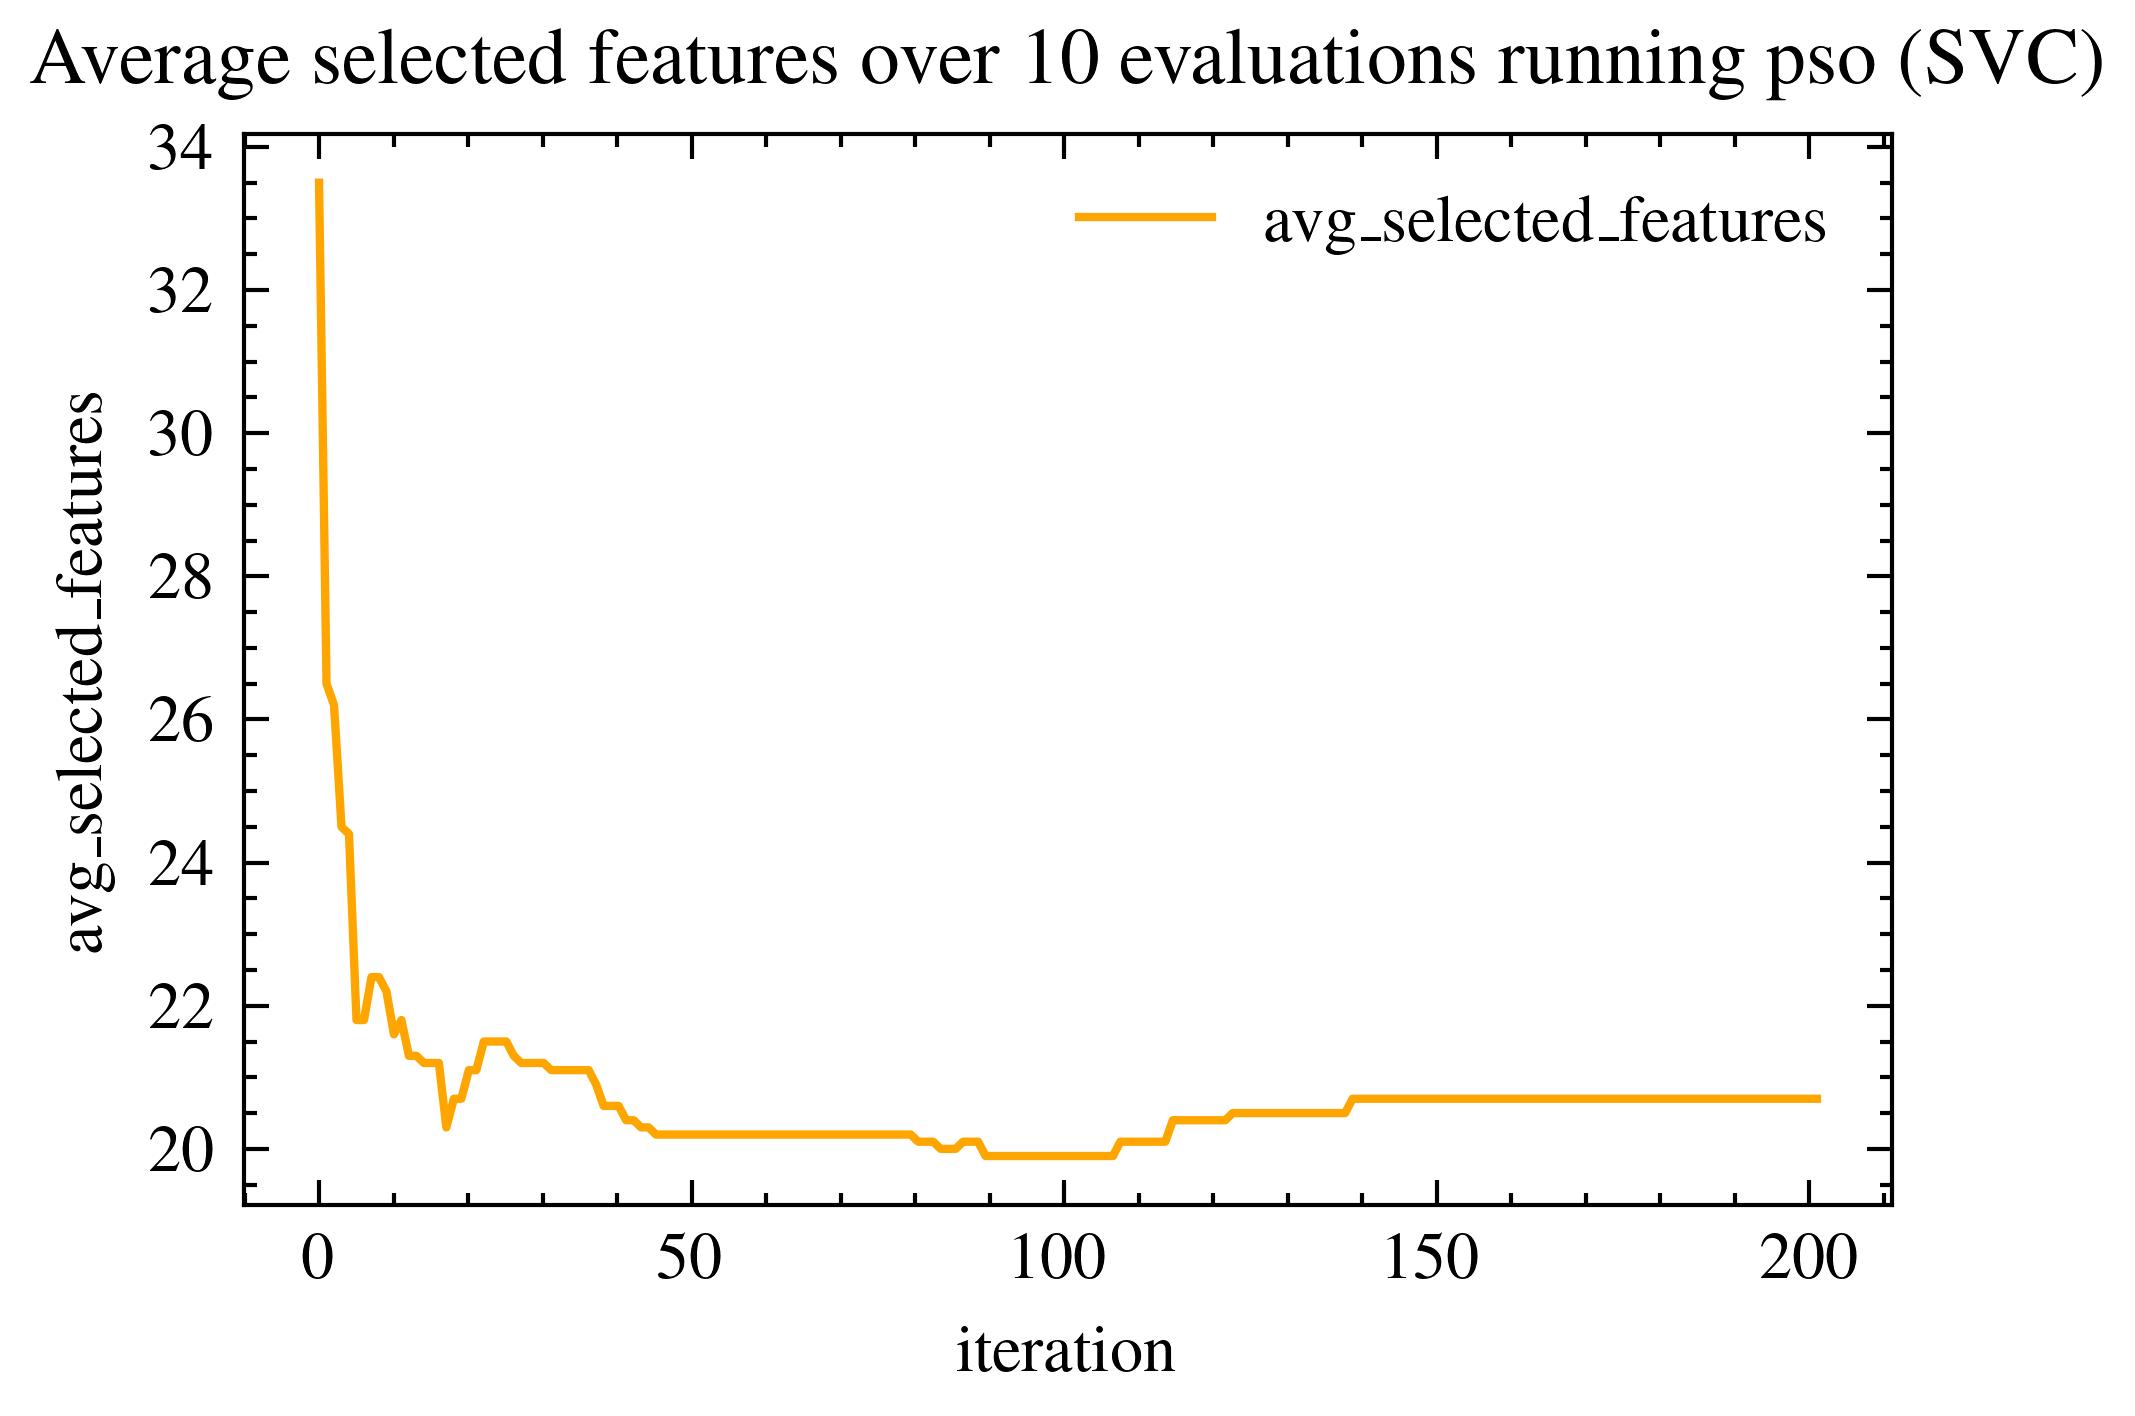 Average selected features over 10 evaluations running pso (SVC)
34
32
30
28
26
24
22
20
avg_selected_features
avg_selected_features
0 50 100 150 200
iteration